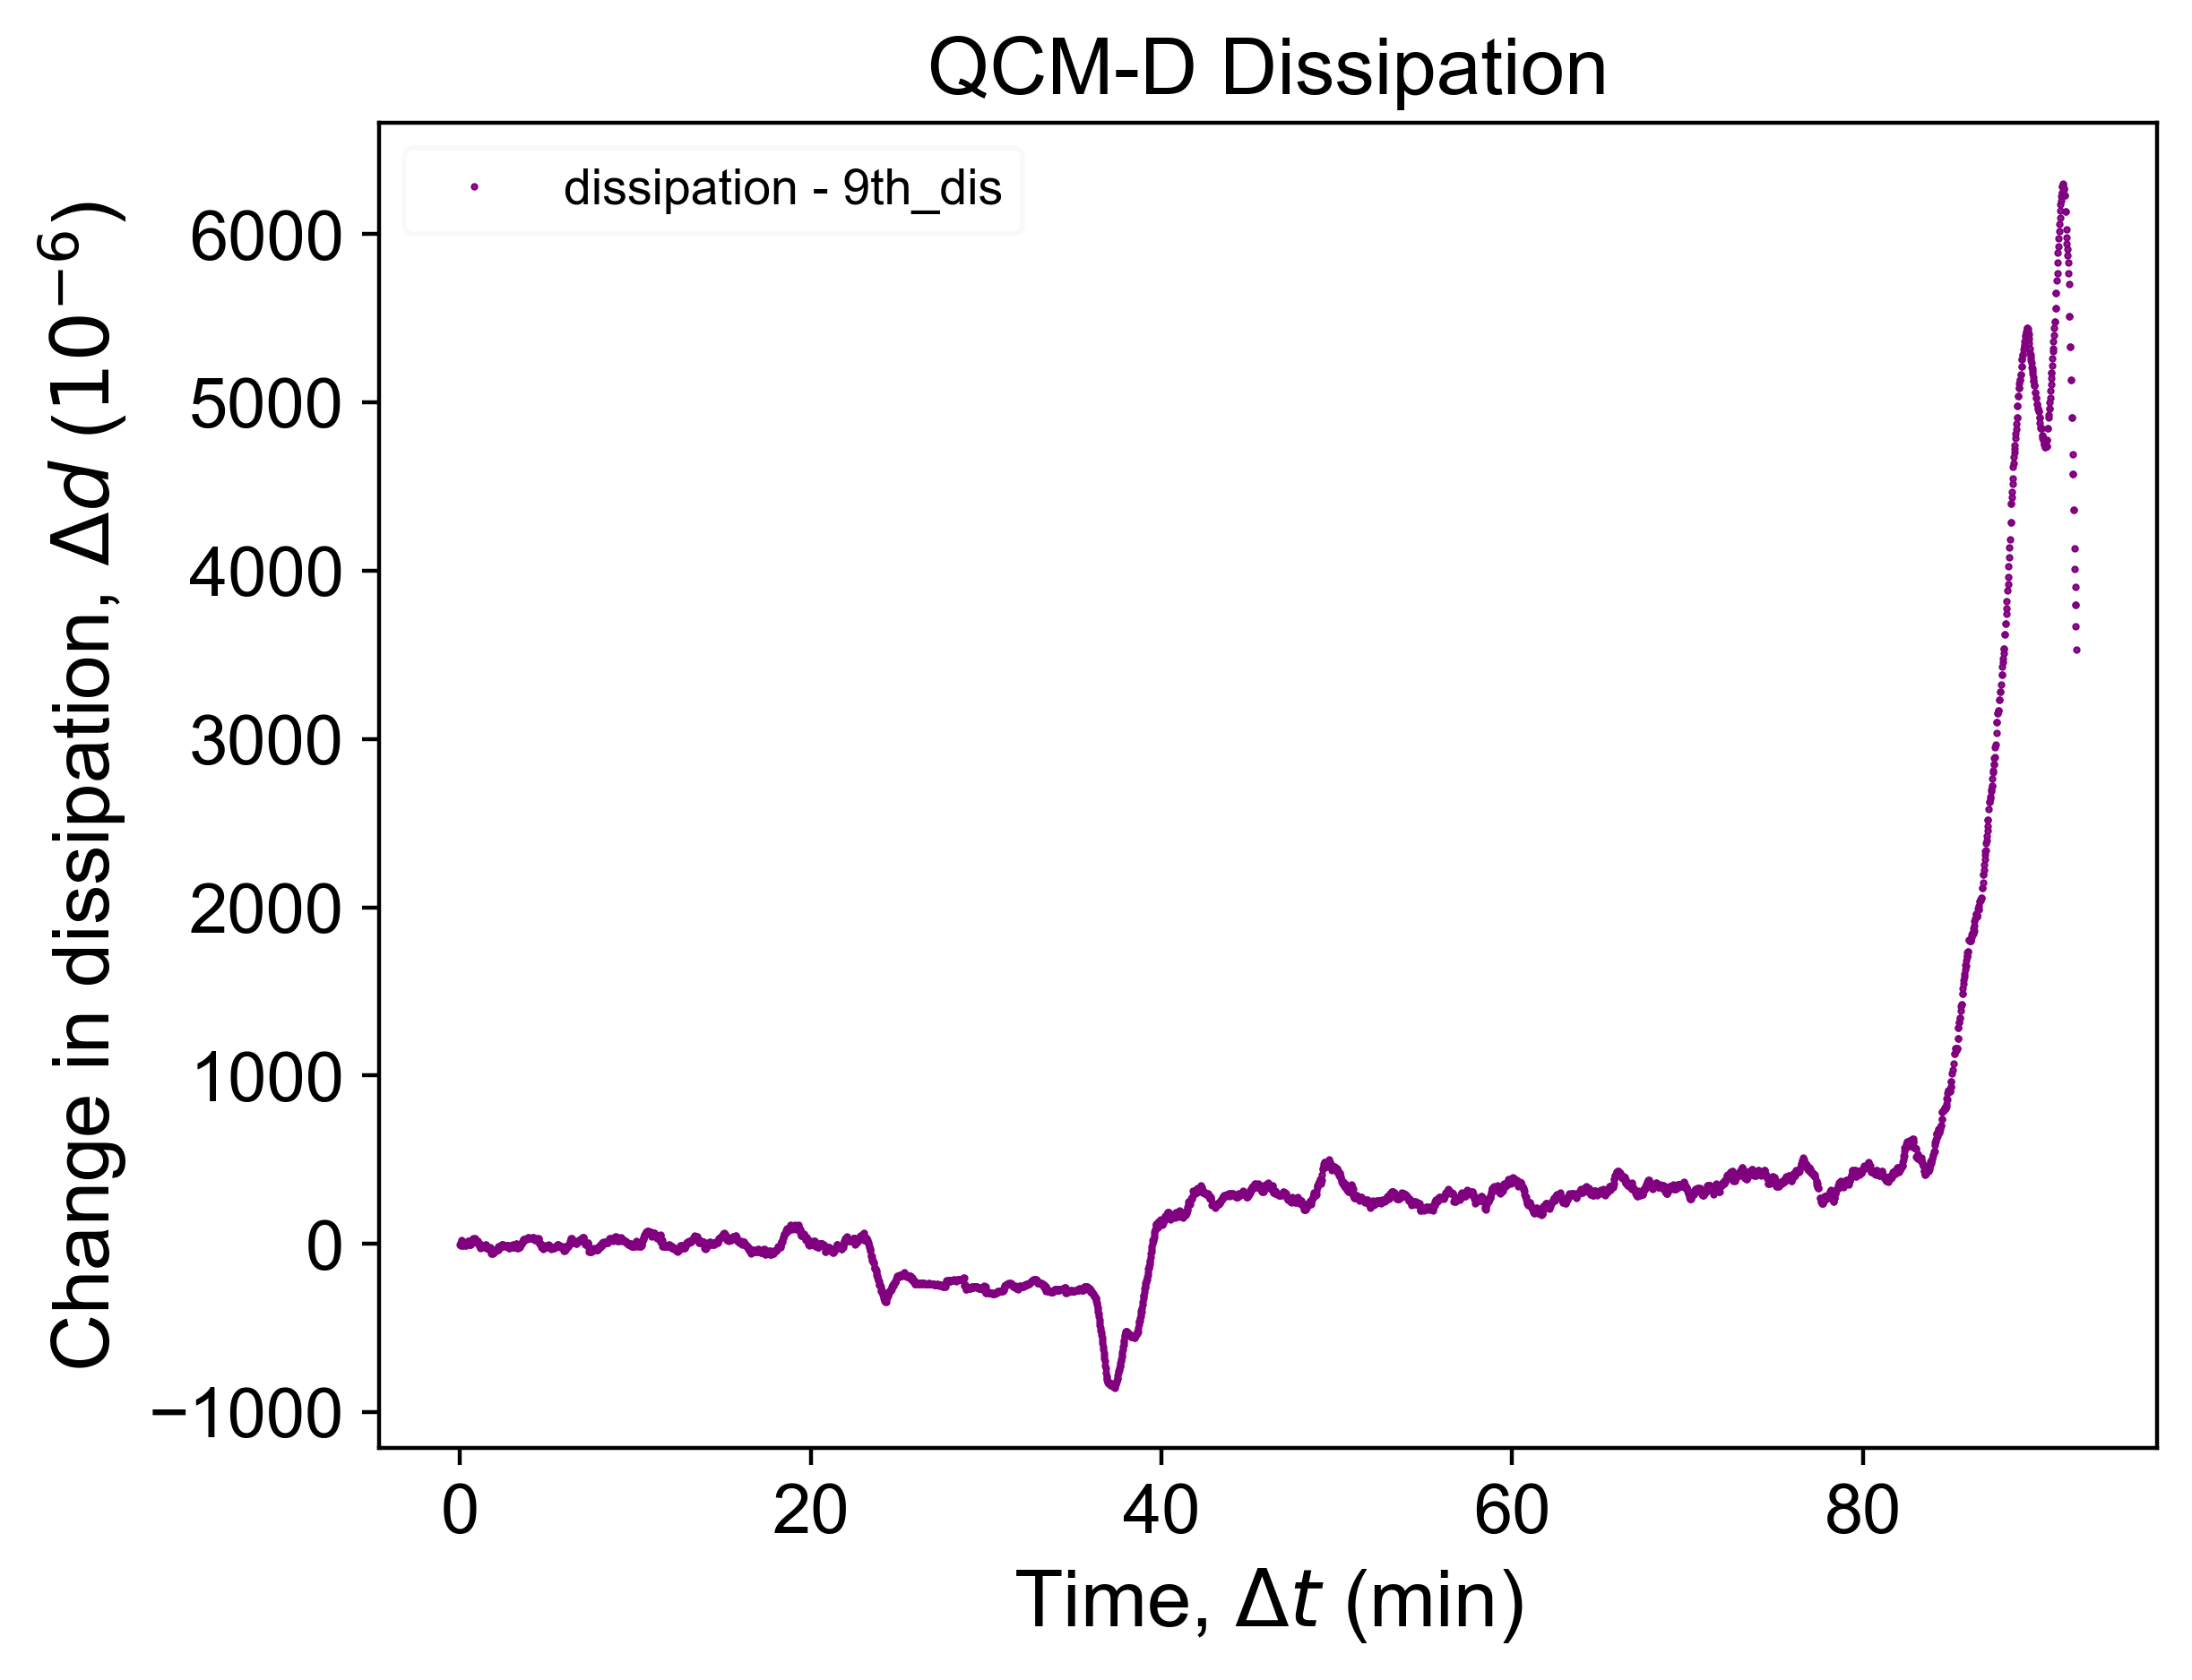 QCM-D Dissipation
dissipation - 9th_dis
Change in dissipation, Δd (10⁻⁶)
6000
5000
4000
3000
2000
1000
0
−1000
0 20 40 60 80
Time, Δt (min)